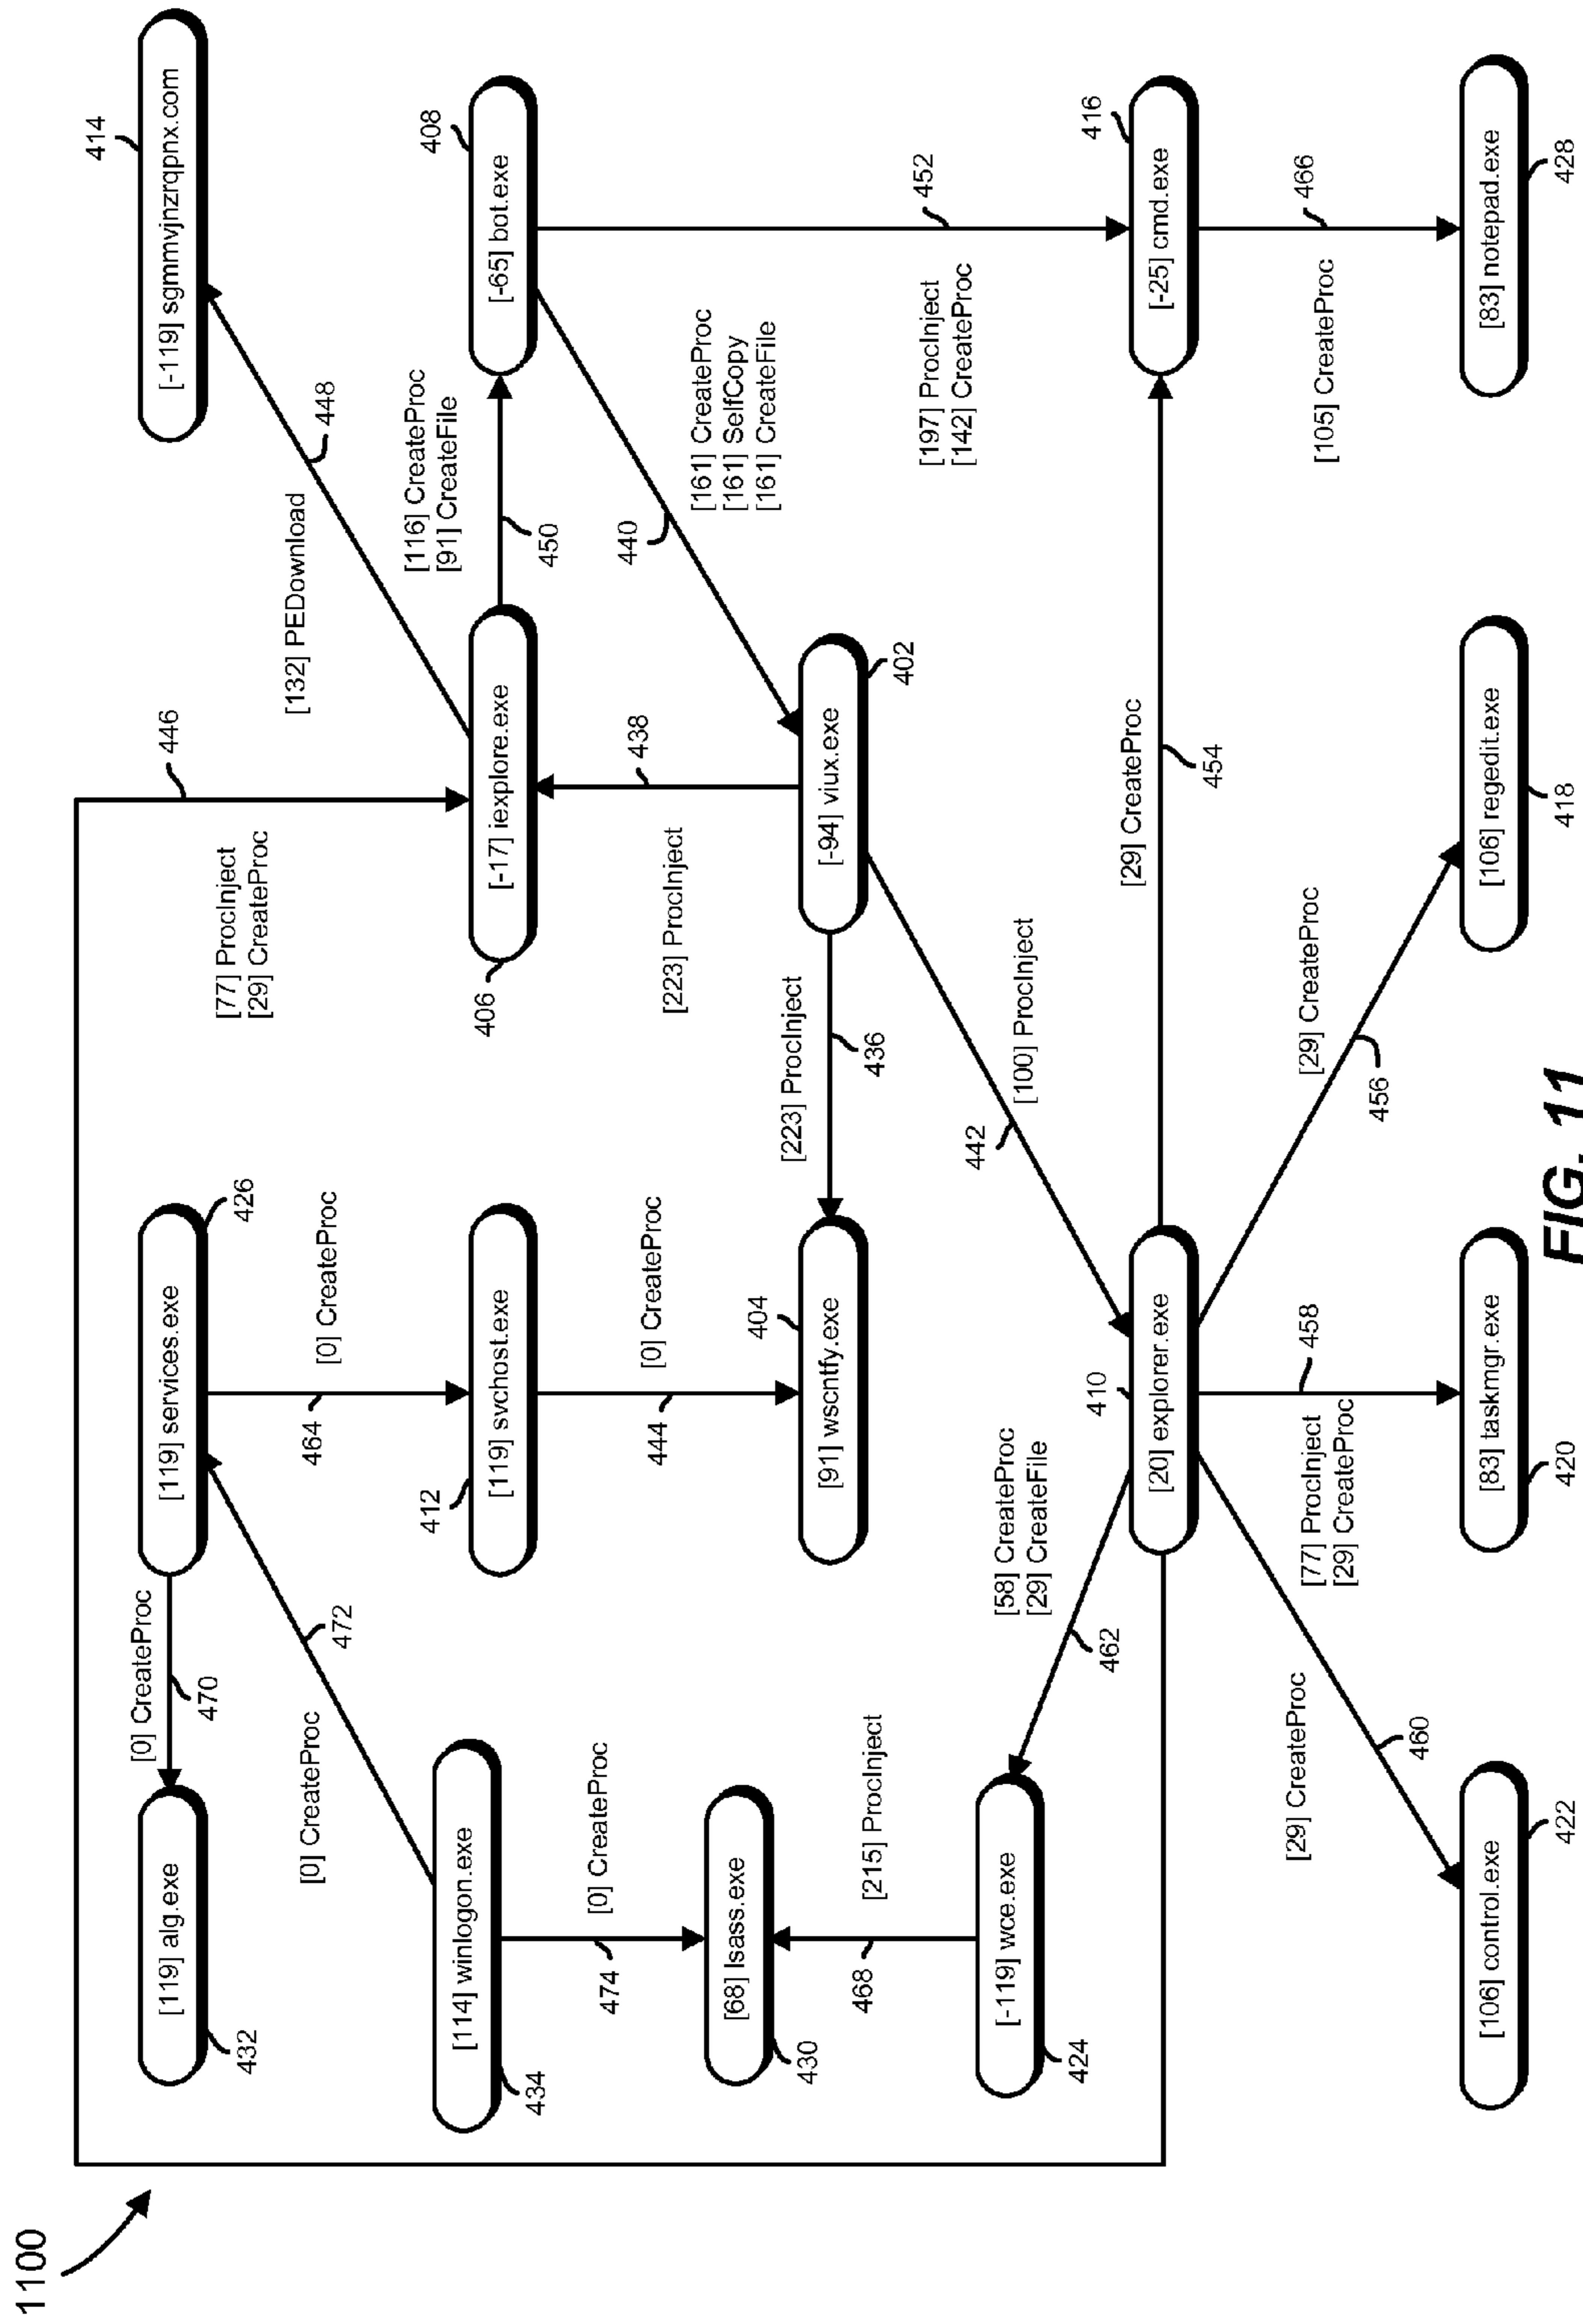 1100
446
[77] ProcInject
[29] CreateProc
414
[-119] sgmmvjnzrqpnx.com
[132] PEDownload
448
426
[119] services.exe
[0] CreateProc
470
[119] alg.exe
432
[0] CreateProc
472
464
[0] CreateProc
[116] CreateProc
[91] CreateFile
450
408
[-65] bot.exe
406
[-17] iexplore.exe
412
[119] svchost.exe
[114] winlogon.exe
434
474
[0] CreateProc
444
[0] CreateProc
[223] ProcInject
438
440
[161] CreateProc
[161] SelfCopy
[161] CreateFile
452
[197] ProcInject
[142] CreateProc
430
[68] lsass.exe
404
[91] wscntfy.exe
[223] ProcInject
436
[-94] viux.exe
402
468
[215] ProcInject
442
[100] ProcInject
[-119] wce.exe
424
[58] CreateProc
[29] CreateFile
462
410
[20] explorer.exe
[29] CreateProc
454
416
[-25] cmd.exe
460
[29] CreateProc
[77] ProcInject
[29] CreateProc
458
[29] CreateProc
456
466
[105] CreateProc
[106] control.exe
422
[83] taskmgr.exe
420
[106] regedit.exe
418
[83] notepad.exe
428
FIG. 11